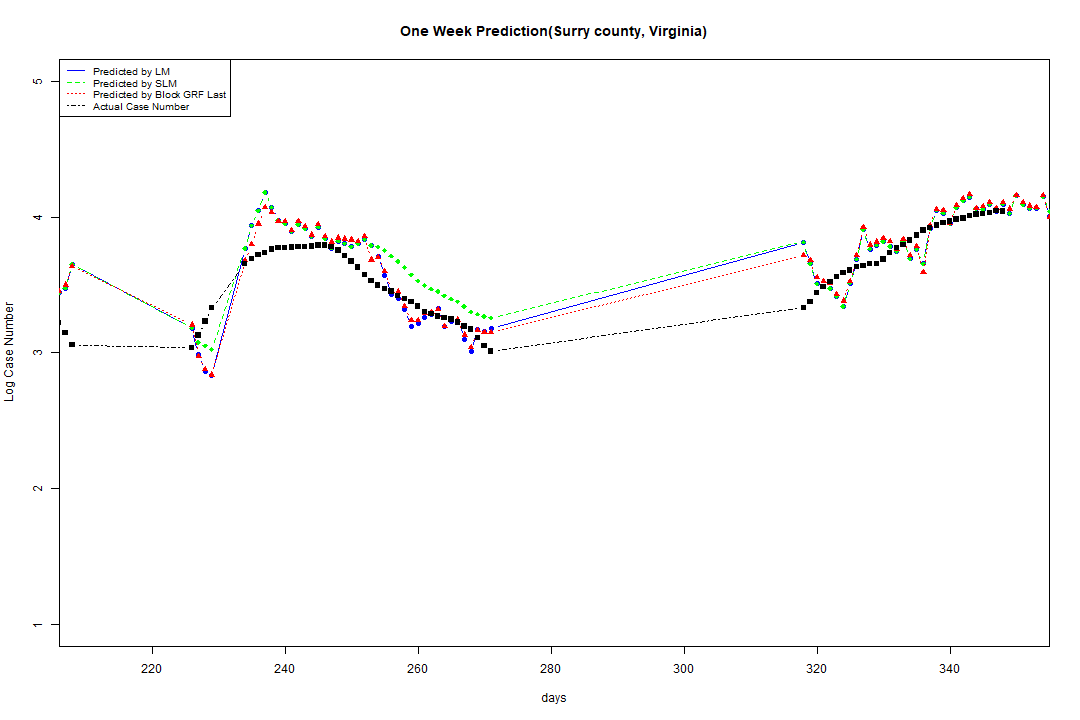 One Week Prediction(Surry county, Virginia)
Predicted by LM
Predicted by SLM
Predicted by Block GRF Last
Actual Case Number
5
4
3
2
1
Log Case Number
220
240
260
280
300
320
340
days